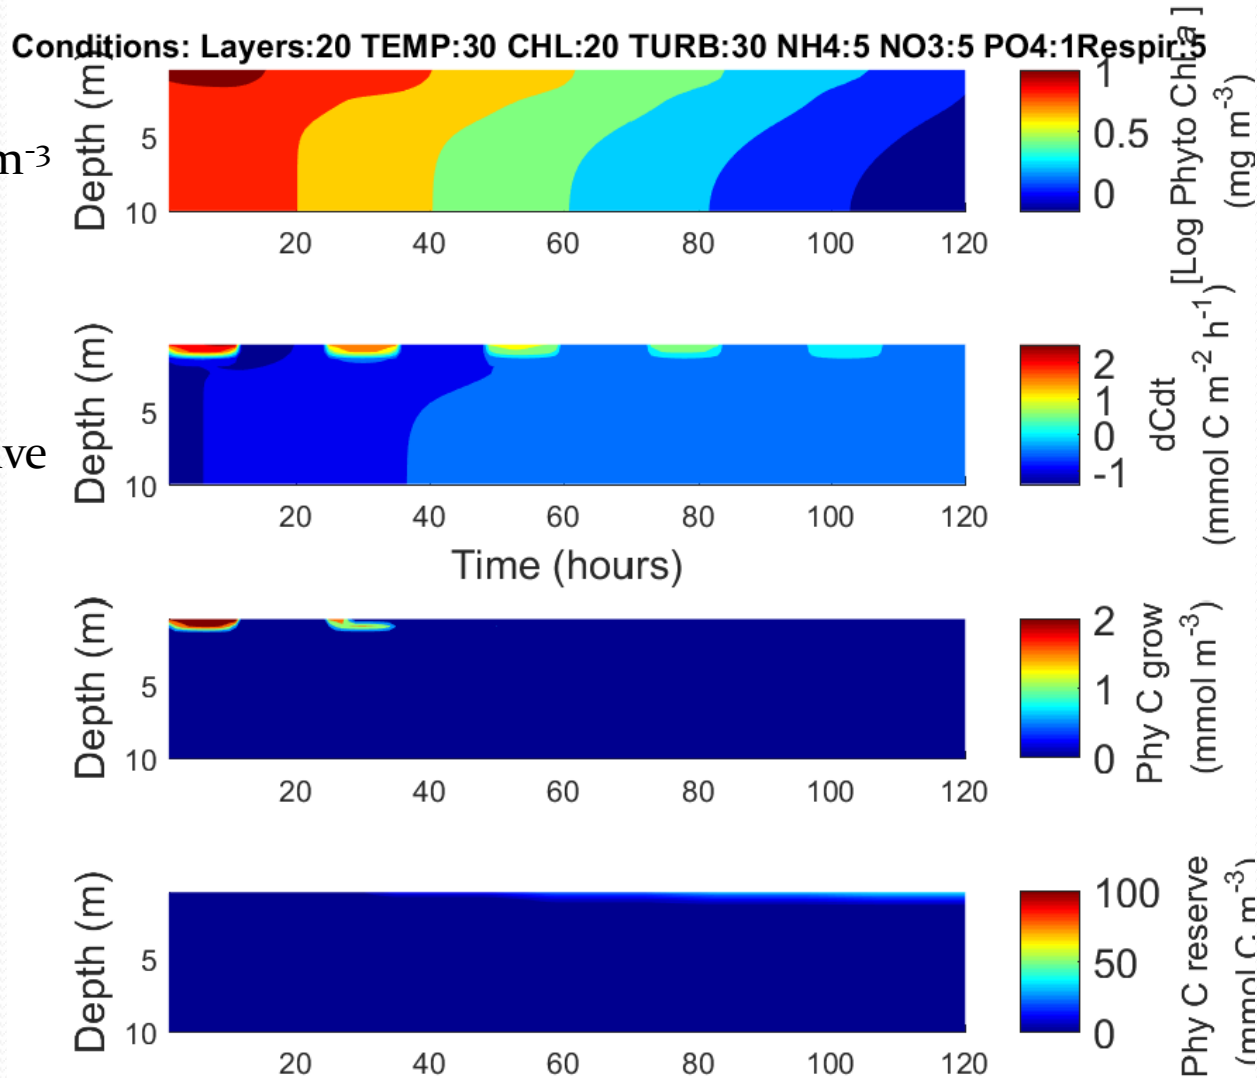 Conditions: Layers:20 TEMP:30 CHL:20 TURB:30 NH4:5 NO3:5 PO4:1Respir:5
m⁻³
ive
Depth (m)
5
10
20 40 60 80 100 120
1
0.5
0
[Log Phyto Chl a ]
(mg m⁻³)
Depth (m)
5
10
20 40 60 80 100 120
Time (hours)
2
1
0
-1
dCdt
(mmol C m⁻² h⁻¹)
Depth (m)
5
10
20 40 60 80 100 120
2
1
0
Phy C grow
(mmol m⁻³)
Depth (m)
5
10
20 40 60 80 100 120
100
50
0
Phy C reserve
(mmol C m⁻³)